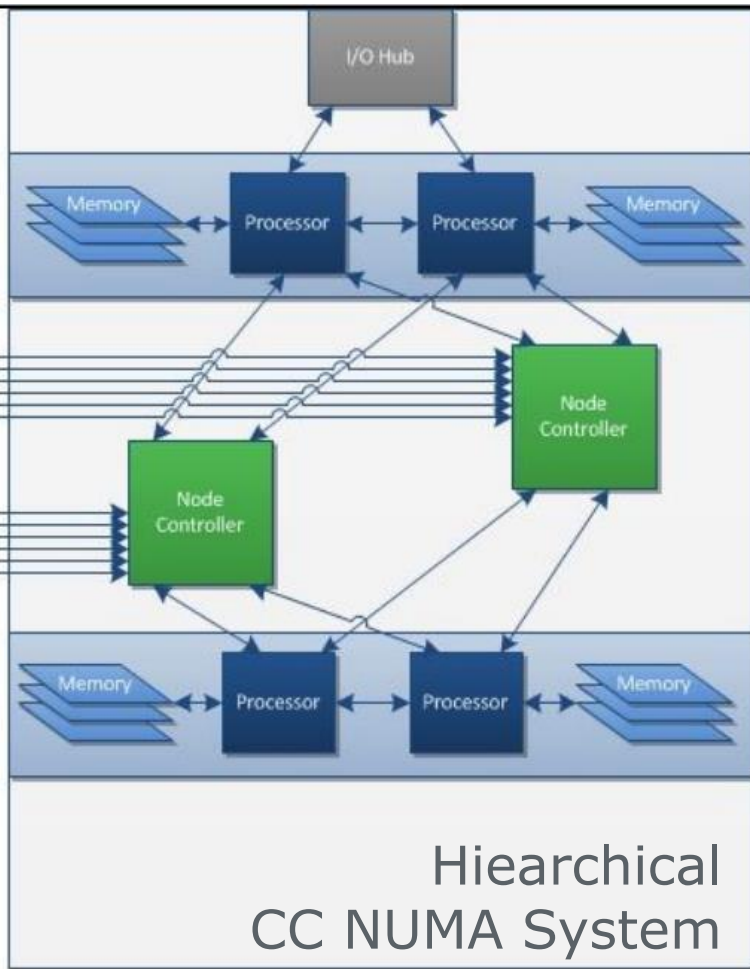 I/O Hub
Memory
Processor
Processor
Memory
Node
Controller
Node
Controller
Memory
Processor
Processor
Memory
Hiearchical
CC NUMA System